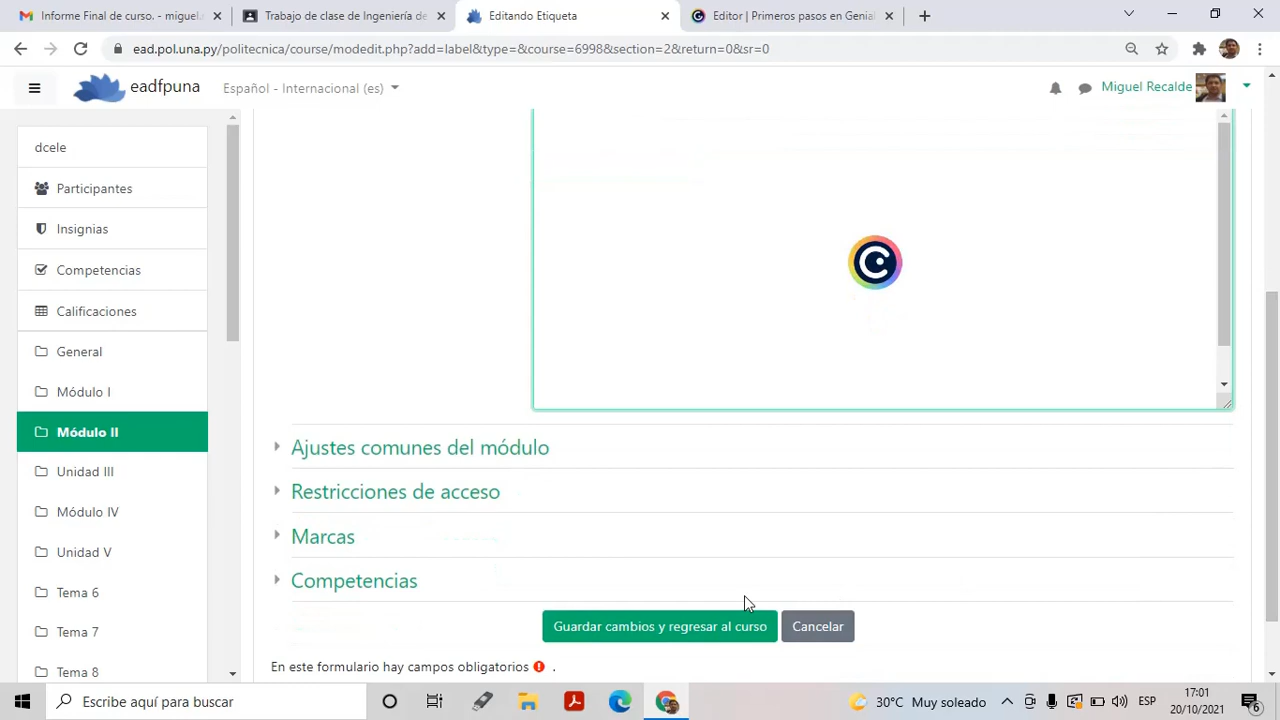 Informe Final de curso. - miguel.
Trabajo de clase de Ingeniería de
Editando Etiqueta
Editor | Primeros pasos en Genial
ead.pol.una.py/politecnica/course/modedit.php?add=label&type=&course=6998&section=2&return=0&sr=0
eadfpuna
Español - Internacional (es)
Miguel Recalde
dcele
Participantes
Insignias
Competencias
Calificaciones
General
Módulo I
Módulo II
Unidad III
Módulo IV
Unidad V
Tema 6
Tema 7
Tema 8
Ajustes comunes del módulo
Restricciones de acceso
Marcas
Competencias
Guardar cambios y regresar al curso
Cancelar
En este formulario hay campos obligatorios .
Escribe aquí para buscar
30°C Muy soleado
ESP
17:01
20/10/2021
6